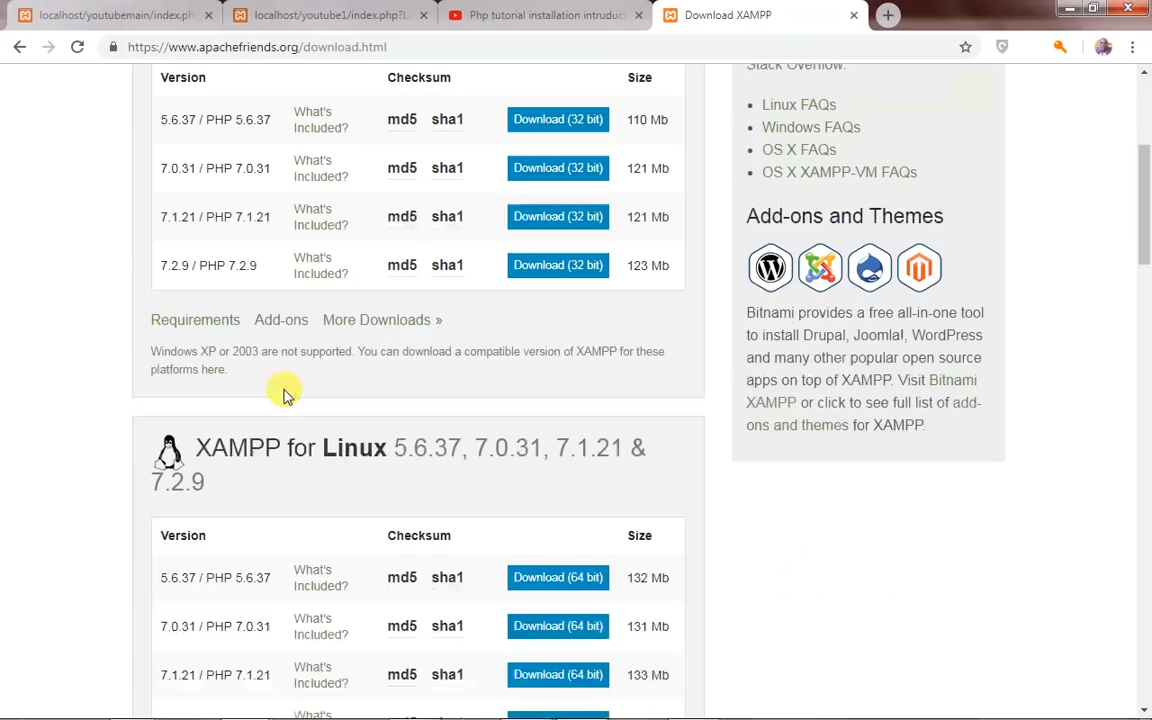 localhost/youtubemain/index.ph
localhost/youtube1/index.php?L
Php tutorial installation intruduct
Download XAMPP
https://www.apachefriends.org/download.html
Version Checksum Size
5.6.37 / PHP 5.6.37 What's Included? md5 sha1 Download (32 bit) 110 Mb
7.0.31 / PHP 7.0.31 What's Included? md5 sha1 Download (32 bit) 121 Mb
7.1.21 / PHP 7.1.21 What's Included? md5 sha1 Download (32 bit) 121 Mb
7.2.9 / PHP 7.2.9 What's Included? md5 sha1 Download (32 bit) 123 Mb
Requirements Add-ons More Downloads »
Windows XP or 2003 are not supported. You can download a compatible version of XAMPP for these
platforms here.
XAMPP for Linux 5.6.37, 7.0.31, 7.1.21 &
7.2.9
Version Checksum Size
5.6.37 / PHP 5.6.37 What's Included? md5 sha1 Download (64 bit) 132 Mb
7.0.31 / PHP 7.0.31 What's Included? md5 sha1 Download (64 bit) 131 Mb
7.1.21 / PHP 7.1.21 What's Included? md5 sha1 Download (64 bit) 133 Mb
What's
Stack Overflow.
Linux FAQs
Windows FAQs
OS X FAQs
OS X XAMPP-VM FAQs
Add-ons and Themes
Bitnami provides a free all-in-one tool
to install Drupal, Joomla!, WordPress
and many other popular open source
apps on top of XAMPP. Visit Bitnami
XAMPP or click to see full list of add-
ons and themes for XAMPP.